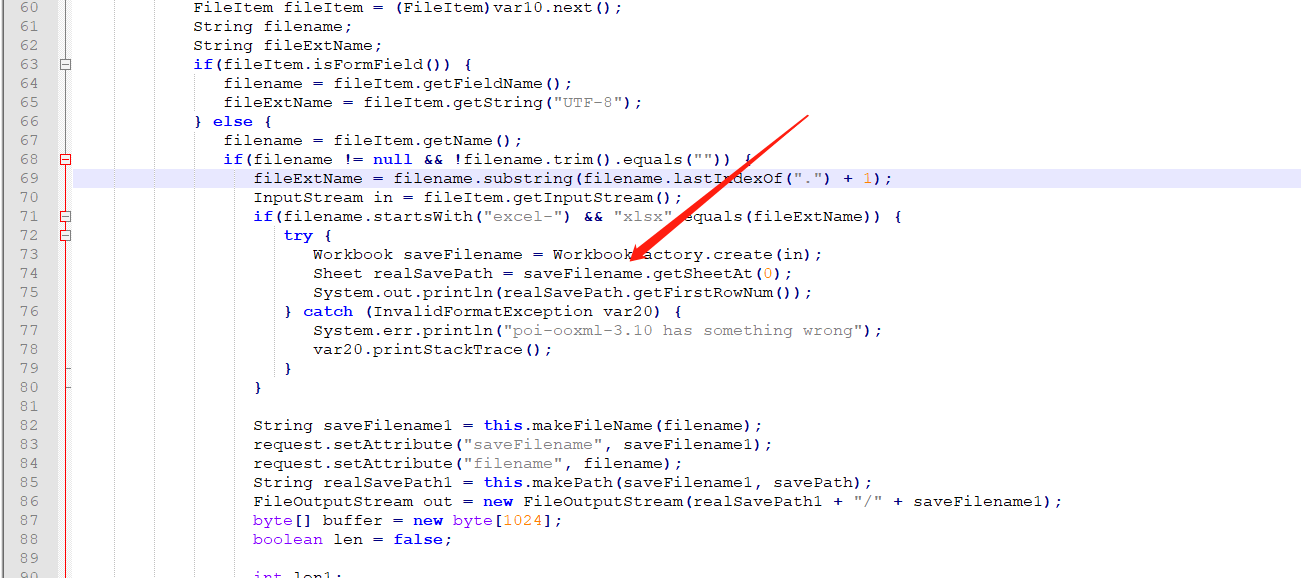 60 FileItem fileItem = (FileItem)var10.next();
61 String filename;
62 String fileExtName;
63 if(fileItem.isFormField()) {
64 filename = fileItem.getFieldName();
65 fileExtName = fileItem.getString("UTF-8");
66 } else {
67 filename = fileItem.getName();
68 if(filename != null && !filename.trim().equals("")) {
69 fileExtName = filename.substring(filename.lastIndexOf(".") + 1);
70 InputStream in = fileItem.getInputStream();
71 if(filename.startsWith("excel-") && "xlsx".equals(fileExtName)) {
72 try {
73 Workbook saveFilename = WorkbookFactory.create(in);
74 Sheet realSavePath = saveFilename.getSheetAt(0);
75 System.out.println(realSavePath.getFirstRowNum());
76 } catch (InvalidFormatException var20) {
77 System.err.println("poi-ooxml-3.10 has something wrong");
78 var20.printStackTrace();
79 }
80 }
81
82 String saveFilename1 = this.makeFileName(filename);
83 request.setAttribute("saveFilename", saveFilename1);
84 request.setAttribute("filename", filename);
85 String realSavePath1 = this.makePath(saveFilename1, savePath);
86 FileOutputStream out = new FileOutputStream(realSavePath1 + "/" + saveFilename1);
87 byte[] buffer = new byte[1024];
88 boolean len = false;
89
90 int len1;